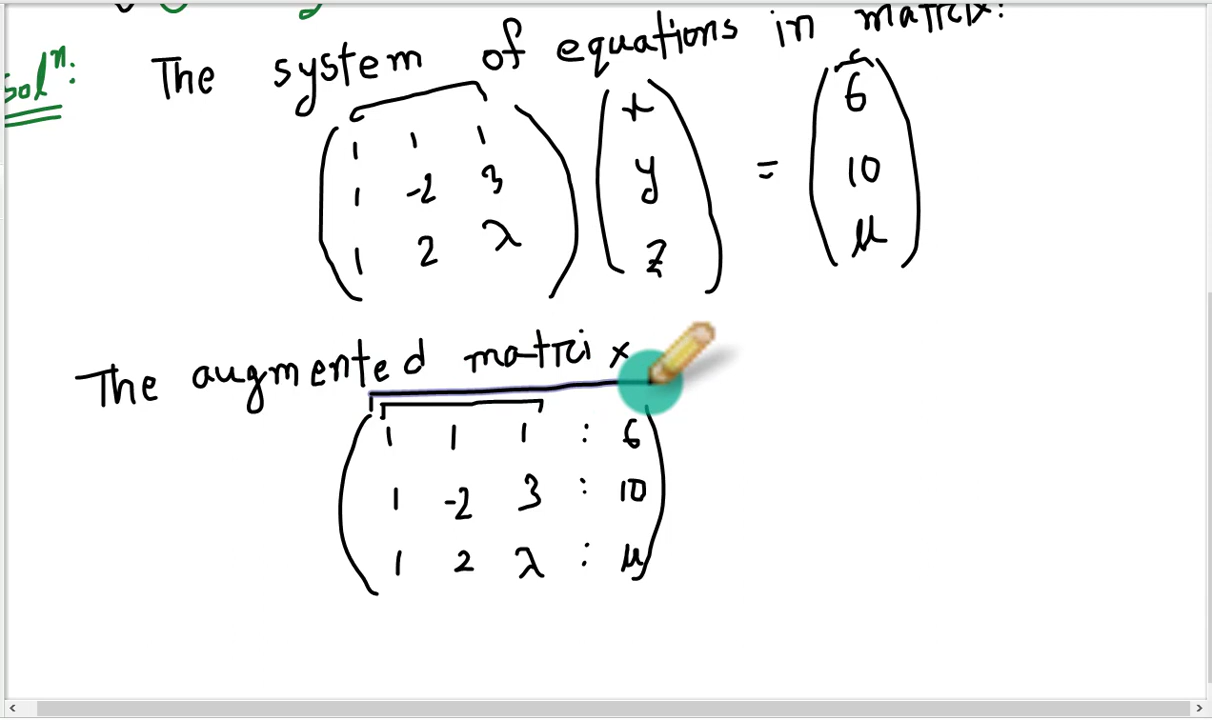 Solⁿ: The system of equations in matrix:
( 1 1 1 ) ( x ) = ( 6 )
( 1 -2 3 ) ( y ) ( 10 )
( 1 2 λ ) ( z ) ( μ )
The augmented matrix
( 1 1 1 : 6 )
( 1 -2 3 : 10 )
( 1 2 λ : μ )